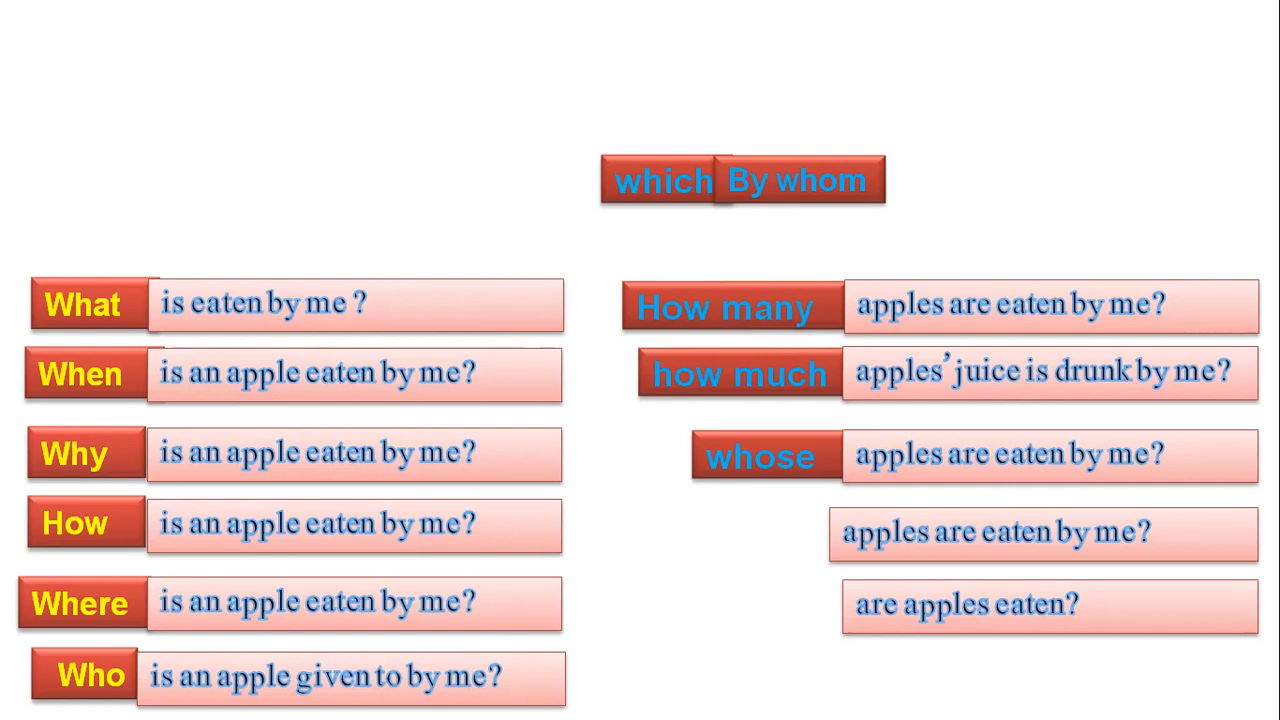 which By whom
What is eaten by me ?
When is an apple eaten by me?
Why is an apple eaten by me?
How is an apple eaten by me?
Where is an apple eaten by me?
Who is an apple given to by me?
How many apples are eaten by me?
how much apples’ juice is drunk by me?
whose apples are eaten by me?
apples are eaten by me?
are apples eaten?